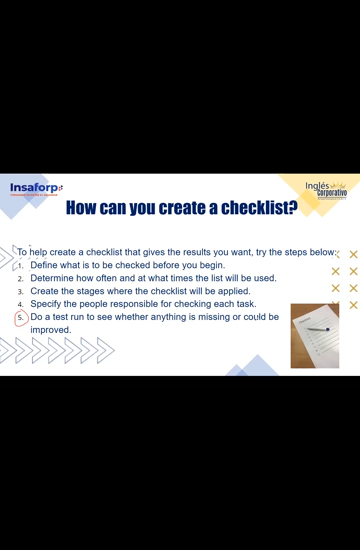 Insaforp
Inglés
Corporativo
How can you create a checklist?
To help create a checklist that gives the results you want, try the steps below:
1. Define what is to be checked before you begin.
2. Determine how often and at what times the list will be used.
3. Create the stages where the checklist will be applied.
4. Specify the people responsible for checking each task.
5. Do a test run to see whether anything is missing or could be
improved.